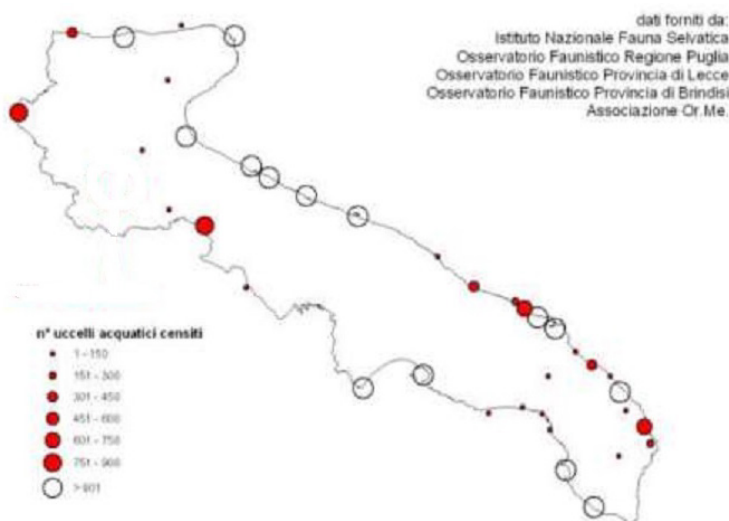 dati forniti da:
Istituto Nazionale Fauna Selvatica
Osservatorio Faunistico Regione Puglia
Osservatorio Faunistico Provincia di Lecce
Osservatorio Faunistico Provincia di Brindisi
Associazione Or.Me.
n° uccelli acquatici censiti
1 - 150
151 - 300
301 - 450
451 - 600
601 - 750
751 - 900
>901